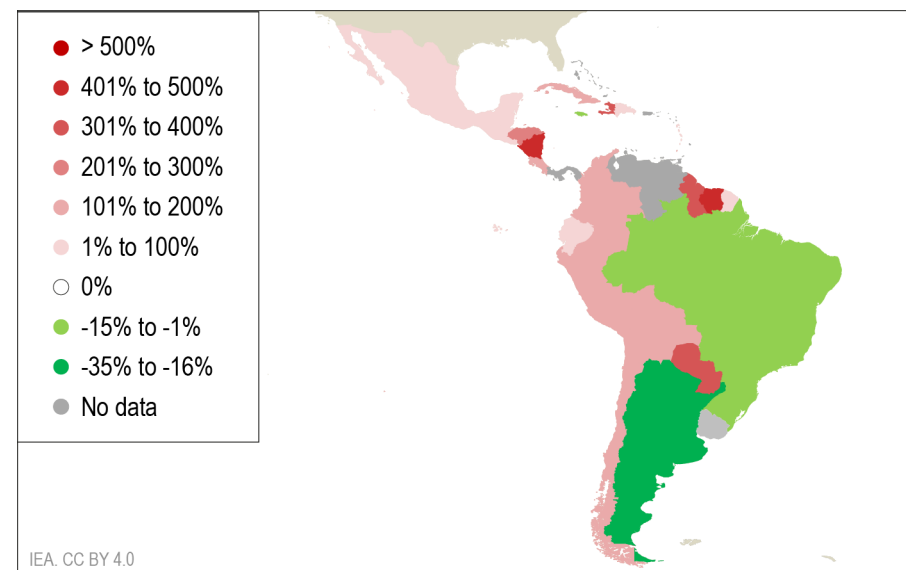 > 500%
401% to 500%
301% to 400%
201% to 300%
101% to 200%
1% to 100%
0%
-15% to -1%
-35% to -16%
No data
IEA. CC BY 4.0